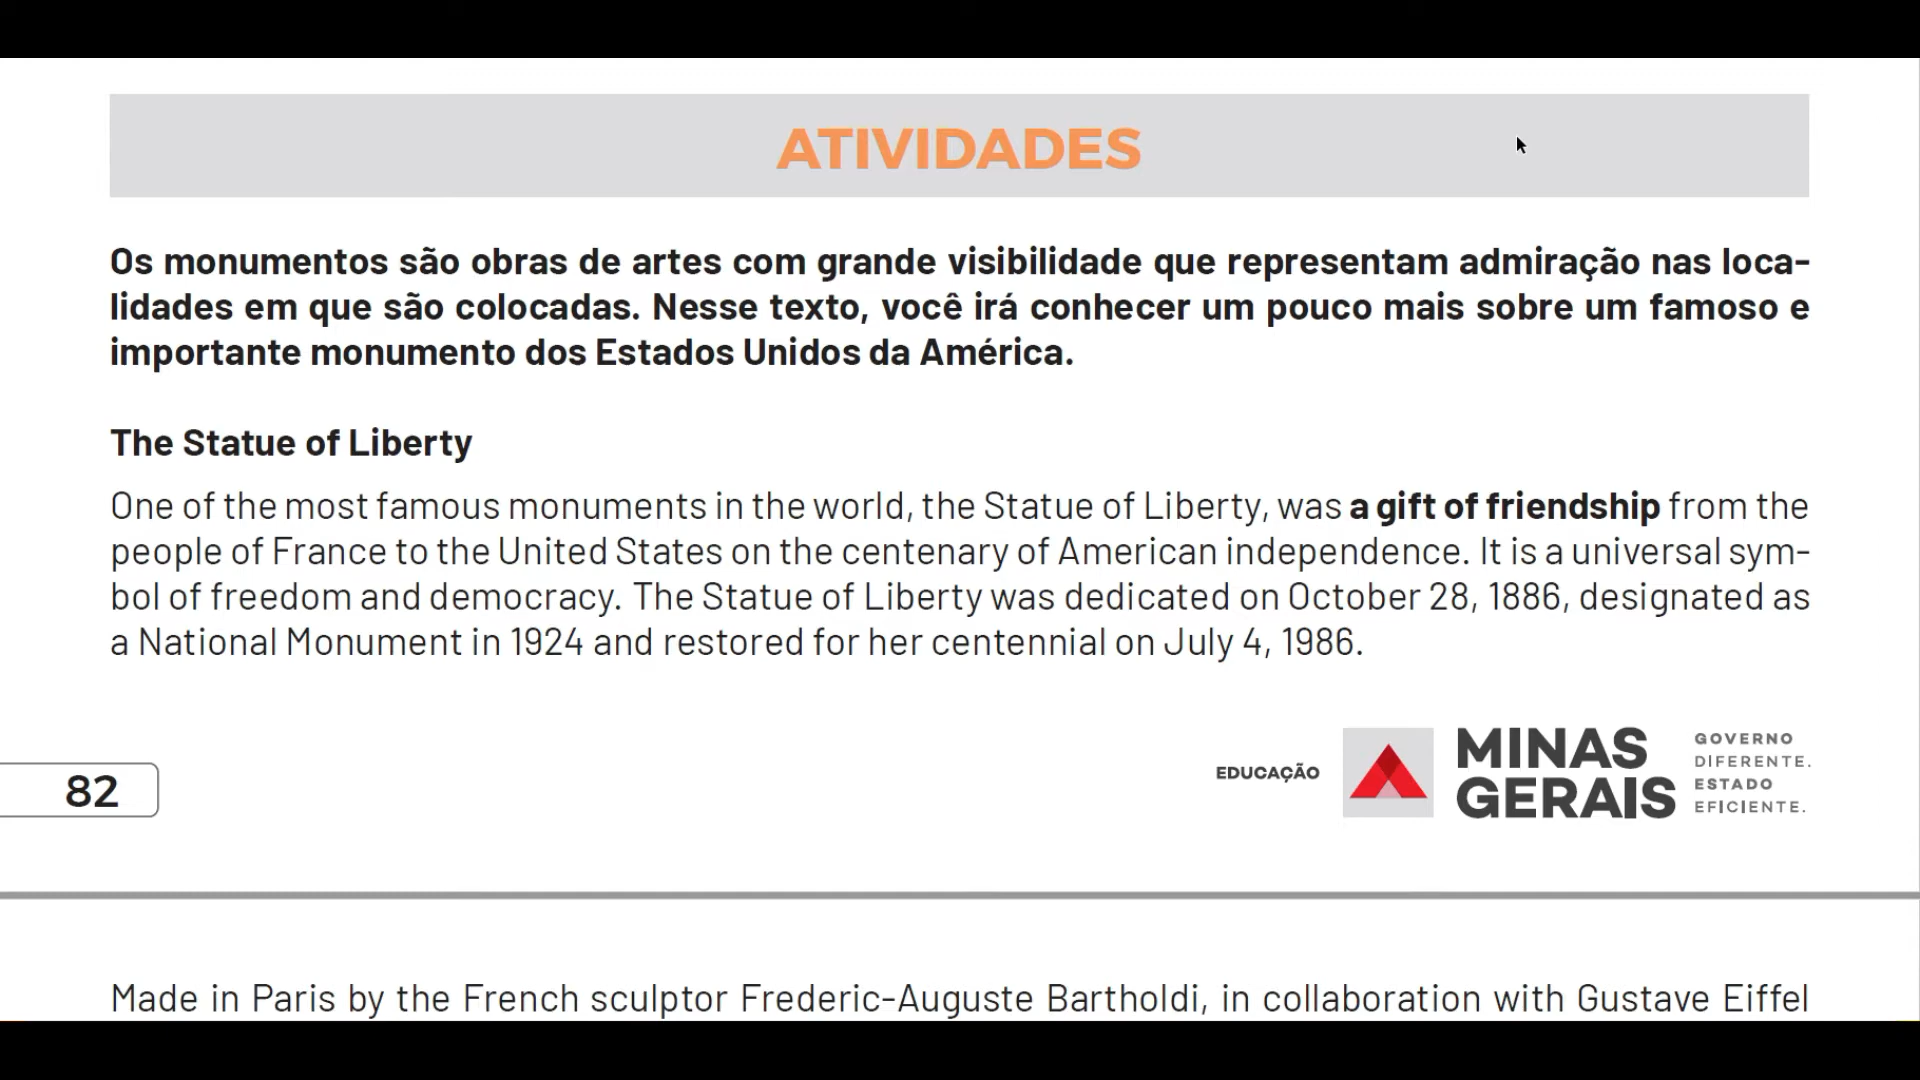 ATIVIDADES
Os monumentos são obras de artes com grande visibilidade que representam admiração nas loca-
lidades em que são colocadas. Nesse texto, você irá conhecer um pouco mais sobre um famoso e
importante monumento dos Estados Unidos da América.
The Statue of Liberty
One of the most famous monuments in the world, the Statue of Liberty, was a gift of friendship from the
people of France to the United States on the centenary of American independence. It is a universal sym-
bol of freedom and democracy. The Statue of Liberty was dedicated on October 28, 1886, designated as
a National Monument in 1924 and restored for her centennial on July 4, 1986.
82
EDUCAÇÃO
MINAS
GERAIS
GOVERNO
DIFERENTE.
ESTADO
EFICIENTE.
Made in Paris by the French sculptor Frederic-Auguste Bartholdi, in collaboration with Gustave Eiffel